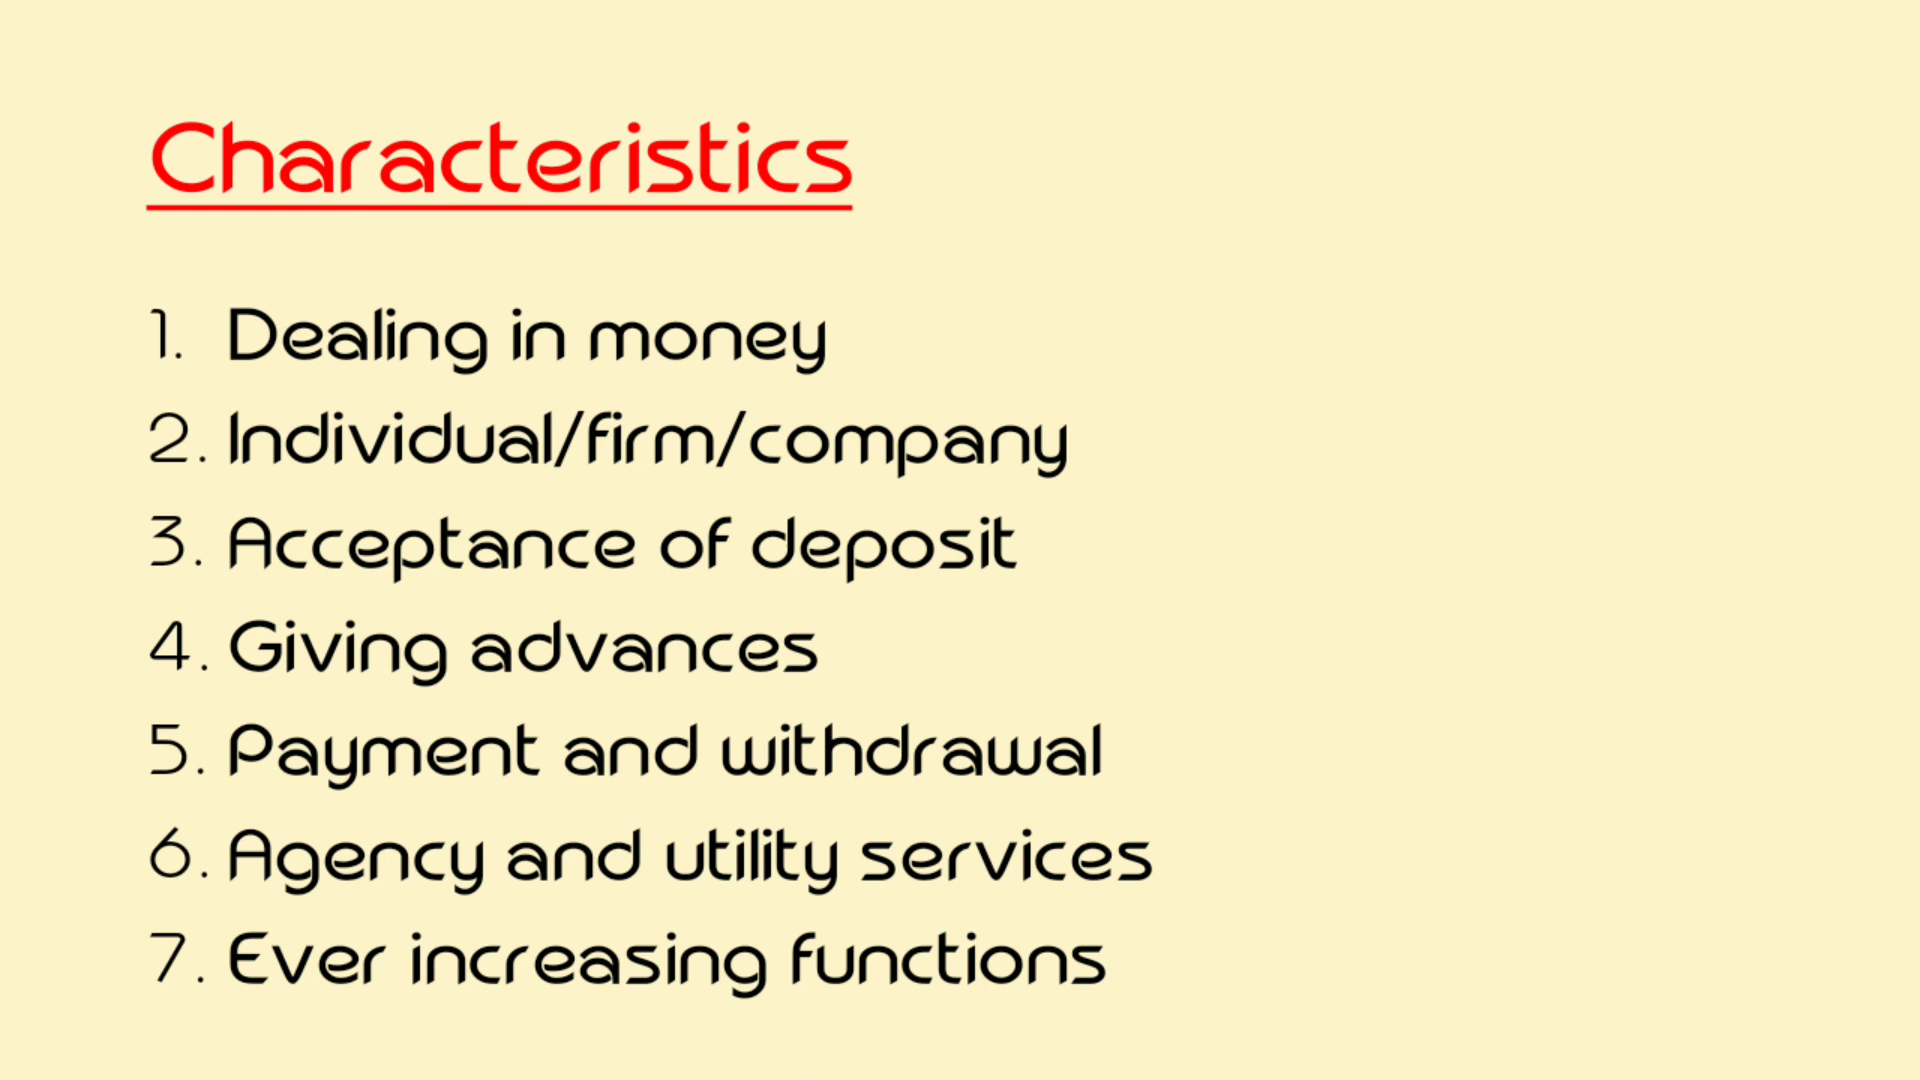 Characteristics
1. Dealing in money
2. Individual/firm/company
3. Acceptance of deposit
4. Giving advances
5. Payment and withdrawal
6. Agency and utility services
7. Ever increasing functions